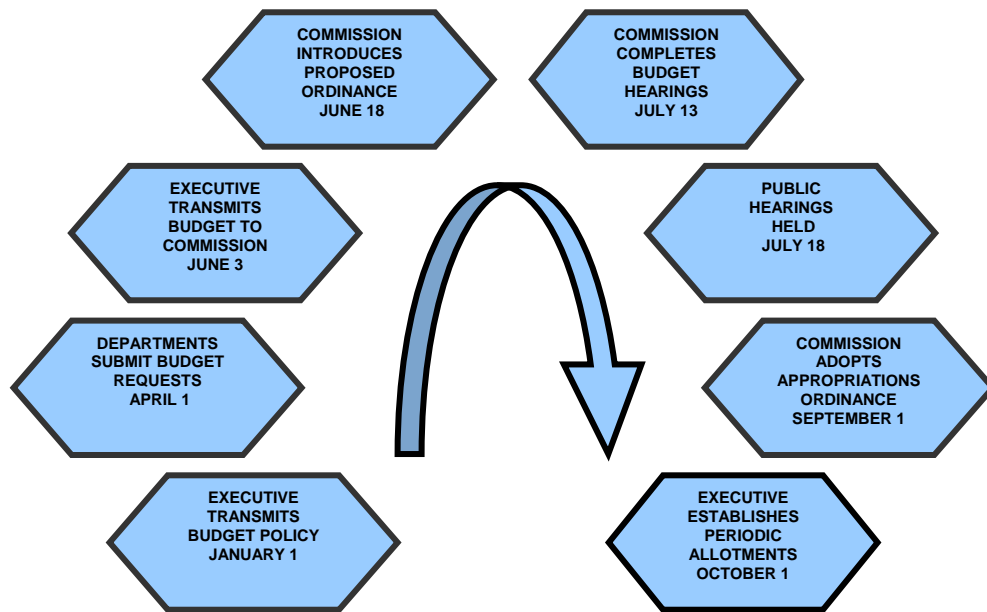 COMMISSION
INTRODUCES
PROPOSED
ORDINANCE
JUNE 18
COMMISSION
COMPLETES
BUDGET
HEARINGS
JULY 13
EXECUTIVE
TRANSMITS
BUDGET TO
COMMISSION
JUNE 3
PUBLIC
HEARINGS
HELD
JULY 18
DEPARTMENTS
SUBMIT BUDGET
REQUESTS
APRIL 1
COMMISSION
ADOPTS
APPROPRIATIONS
ORDINANCE
SEPTEMBER 1
EXECUTIVE
TRANSMITS
BUDGET POLICY
JANUARY 1
EXECUTIVE
ESTABLISHES
PERIODIC
ALLOTMENTS
OCTOBER 1